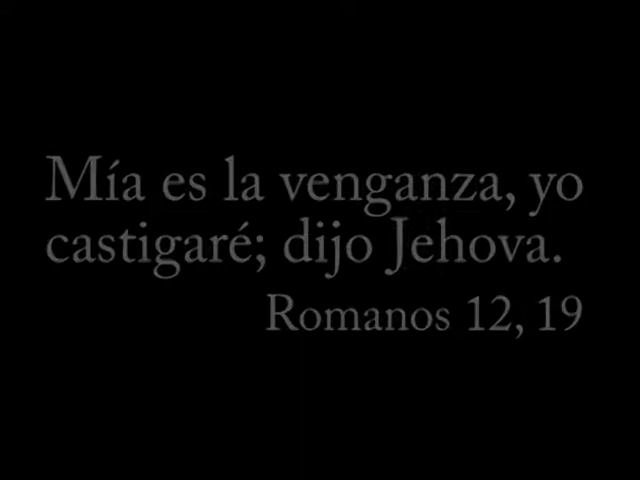 Mía es la venganza, yo
castigaré; dijo Jehova.
Romanos 12, 19